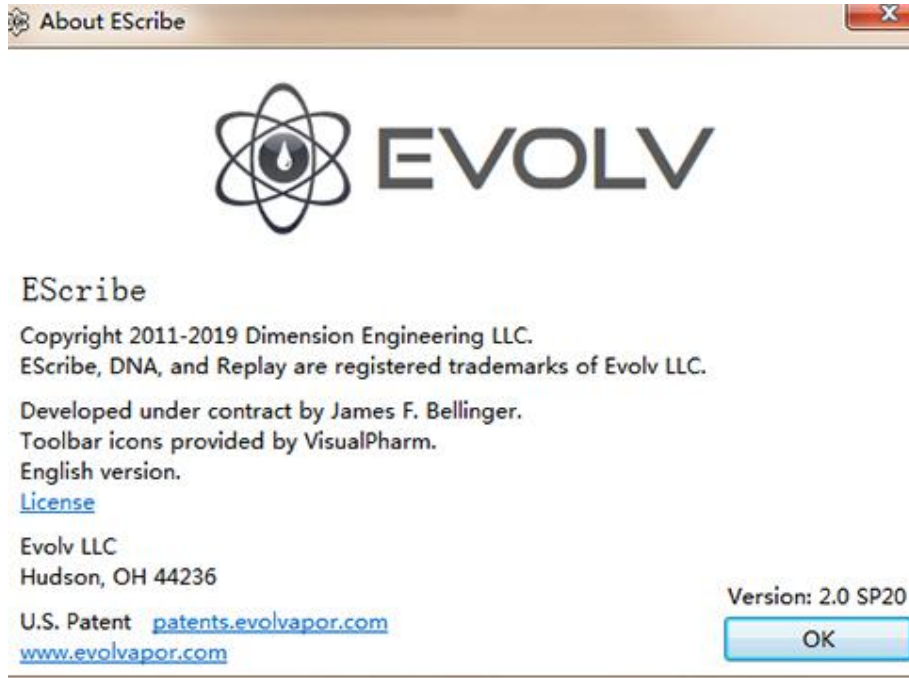 About EScribe
EVOLV
EScribe
Copyright 2011-2019 Dimension Engineering LLC.
EScribe, DNA, and Replay are registered trademarks of Evolv LLC.
Developed under contract by James F. Bellinger.
Toolbar icons provided by VisualPharm.
English version.
License
Evolv LLC
Hudson, OH 44236
Version: 2.0 SP20
U.S. Patent patents.evolvapor.com
www.evolvapor.com
OK